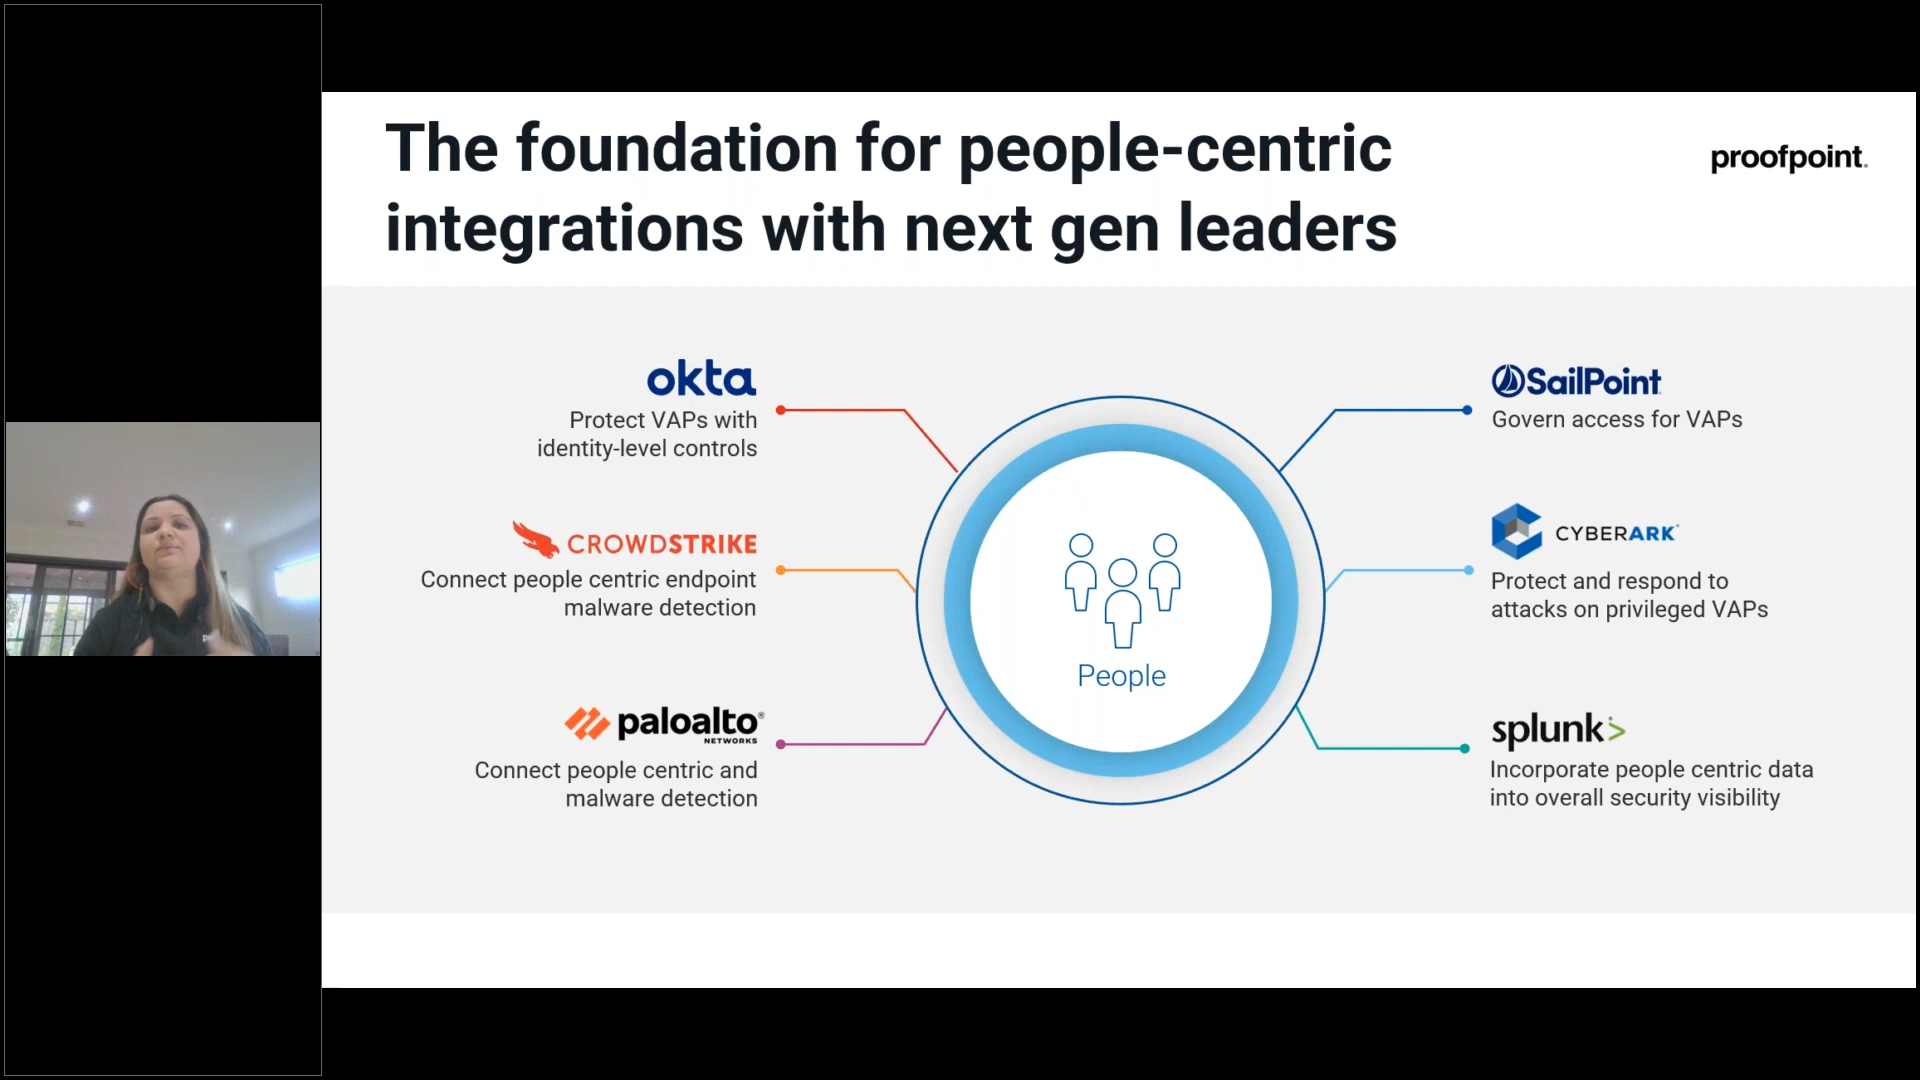 The foundation for people-centric
integrations with next gen leaders
proofpoint.
okta
Protect VAPs with
identity-level controls
CROWDSTRIKE
Connect people centric endpoint
malware detection
paloalto®
NETWORKS
Connect people centric and
malware detection
People
SailPoint
Govern access for VAPs
CYBERARK
Protect and respond to
attacks on privileged VAPs
splunk>
Incorporate people centric data
into overall security visibility